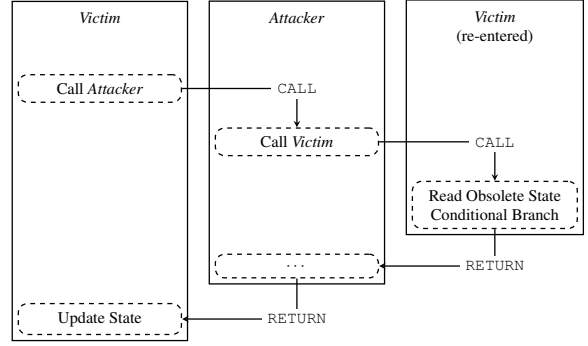 Victim
Attacker
Victim
(re-entered)
Call Attacker
CALL
Call Victim
CALL
Read Obsolete State
Conditional Branch
...
RETURN
Update State
RETURN